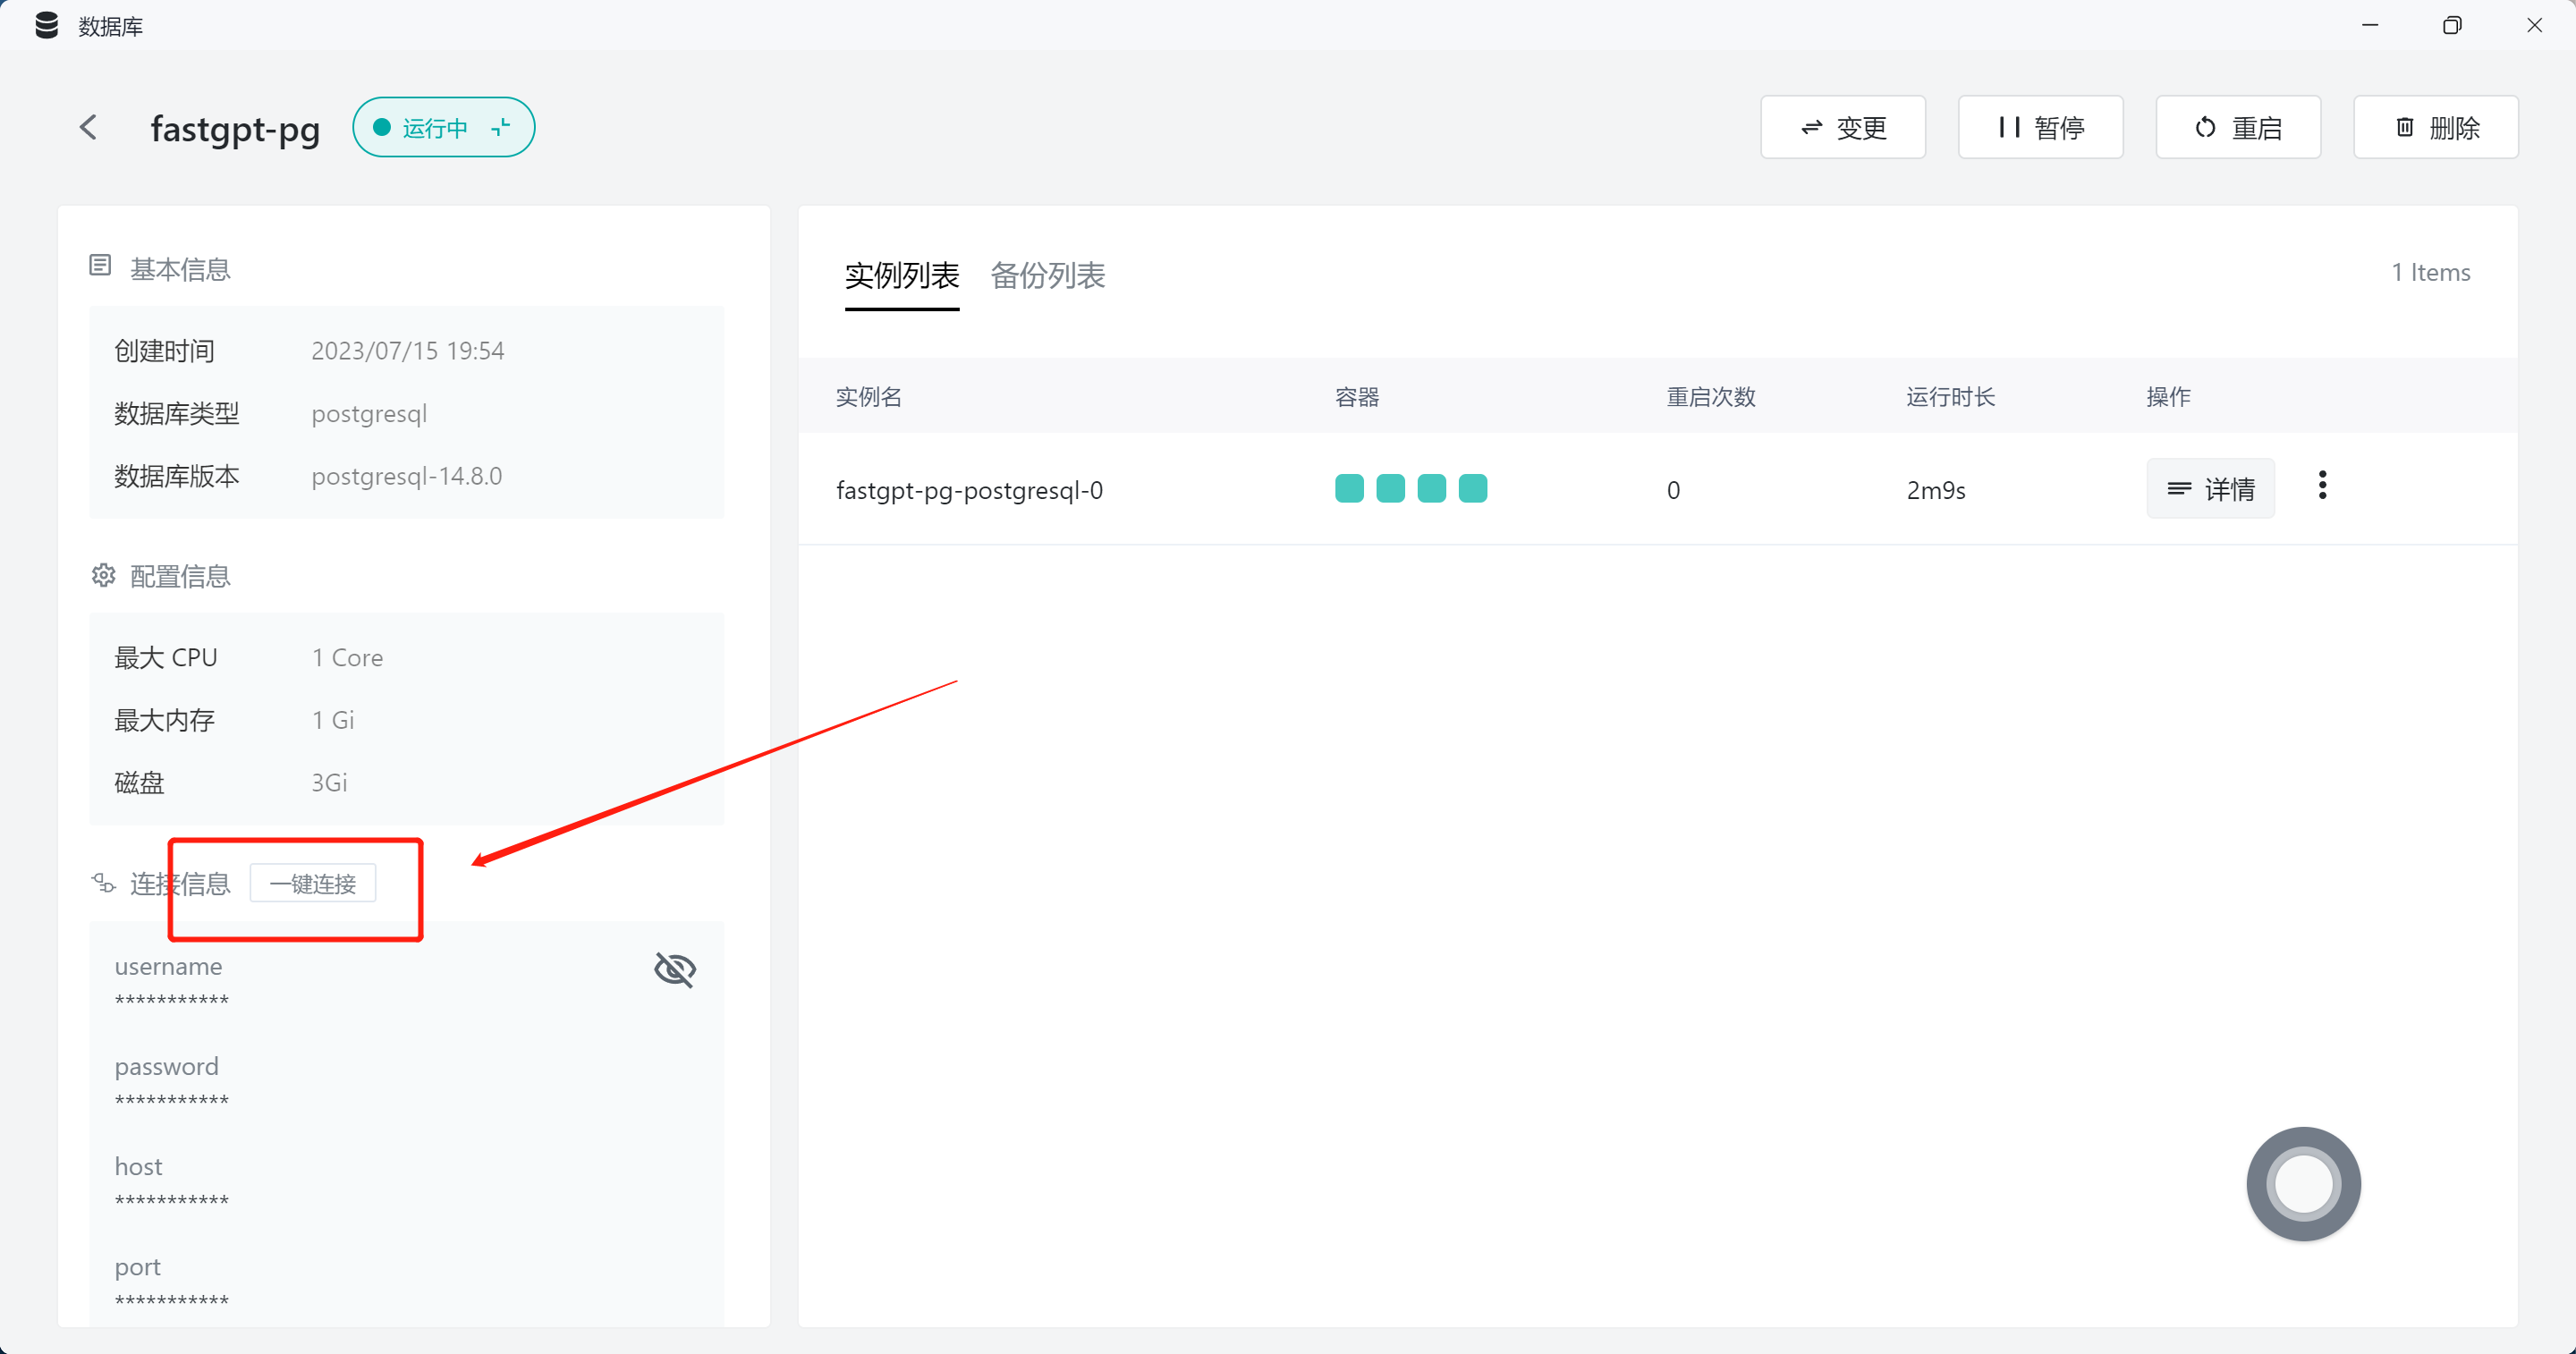 数据库
fastgpt-pg
运行中
变更
暂停
重启
删除
基本信息
创建时间 2023/07/15 19:54
数据库类型 postgresql
数据库版本 postgresql-14.8.0
配置信息
最大 CPU 1 Core
最大内存 1 Gi
磁盘 3Gi
连接信息 一键连接
username
***********
password
***********
host
***********
port
***********
实例列表 备份列表 1 Items
实例名 容器 重启次数 运行时长 操作
fastgpt-pg-postgresql-0 0 2m9s 详情